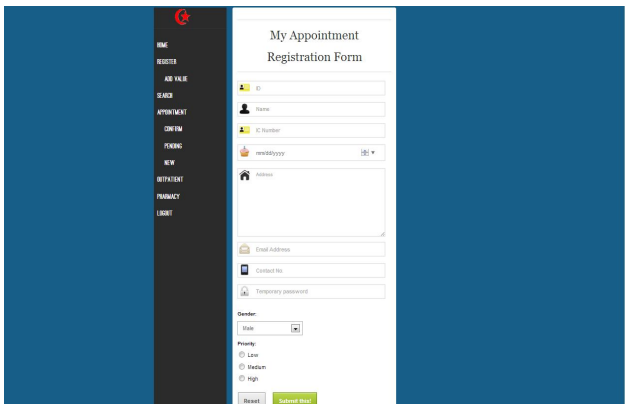 HOME
REGISTER
ADD VALUE
SEARCH
APPOINTMENT
CONFIRM
PENDING
NEW
OUTPATIENT
PHARMACY
LOGOUT
My Appointment
Registration Form
ID
Name
IC Number
mm/dd/yyyy
Address
Email Address
Contact No
Temporary password
Gender:
Male
Priority:
Low
Medium
High
Reset
Submit this!